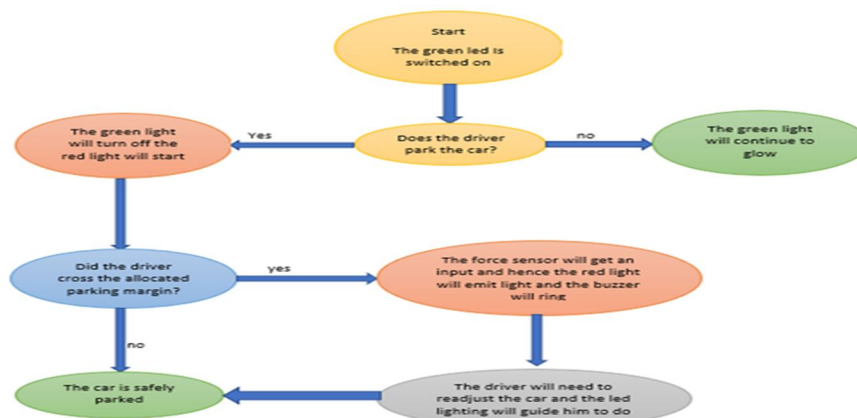 Start
The green led is
switched on
The green light
will turn off the
red light will start
Yes
Does the driver
park the car?
no
The green light
will continue to
glow
Did the driver
cross the allocated
parking margin?
yes
The force sensor will get an
input and hence the red light
will emit light and the buzzer
will ring
no
The car is safely
parked
The driver will need to
readjust the car and the led
lighting will guide him to do